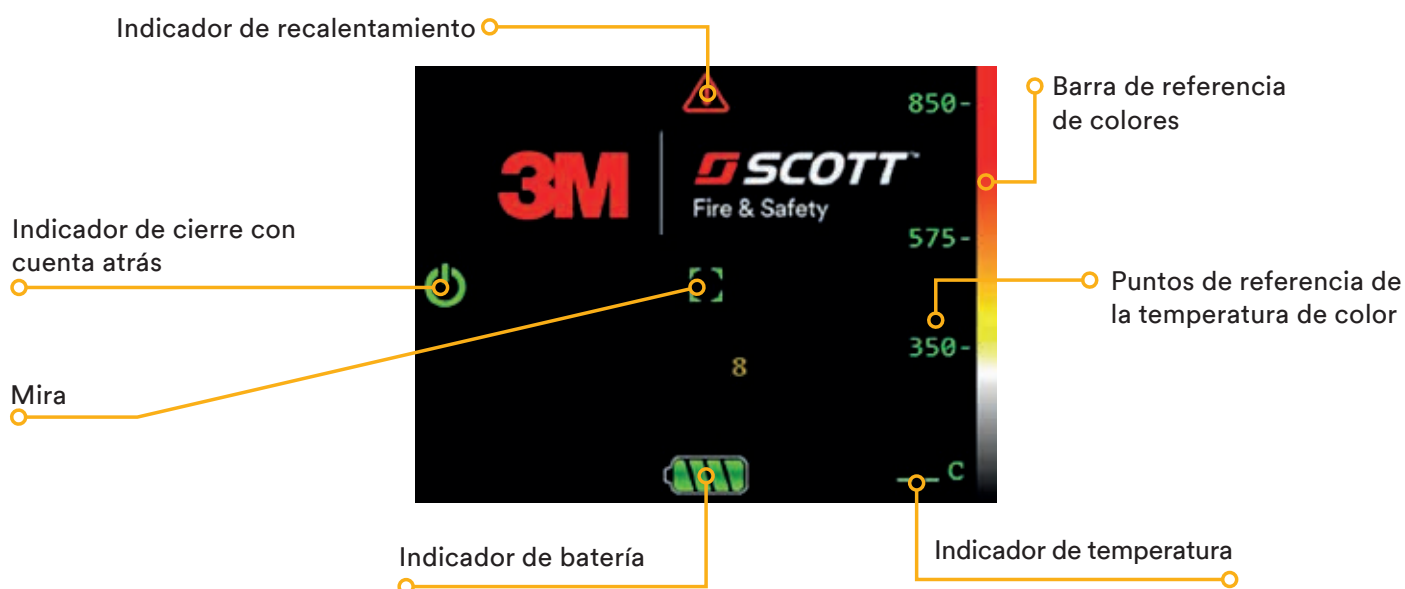 Indicador de recalentamiento
850-
Barra de referencia
de colores
3M
SCOTT™
Fire & Safety
Indicador de cierre con
cuenta atrás
575-
Puntos de referencia de
la temperatura de color
350-
8
Mira
C
Indicador de batería
Indicador de temperatura